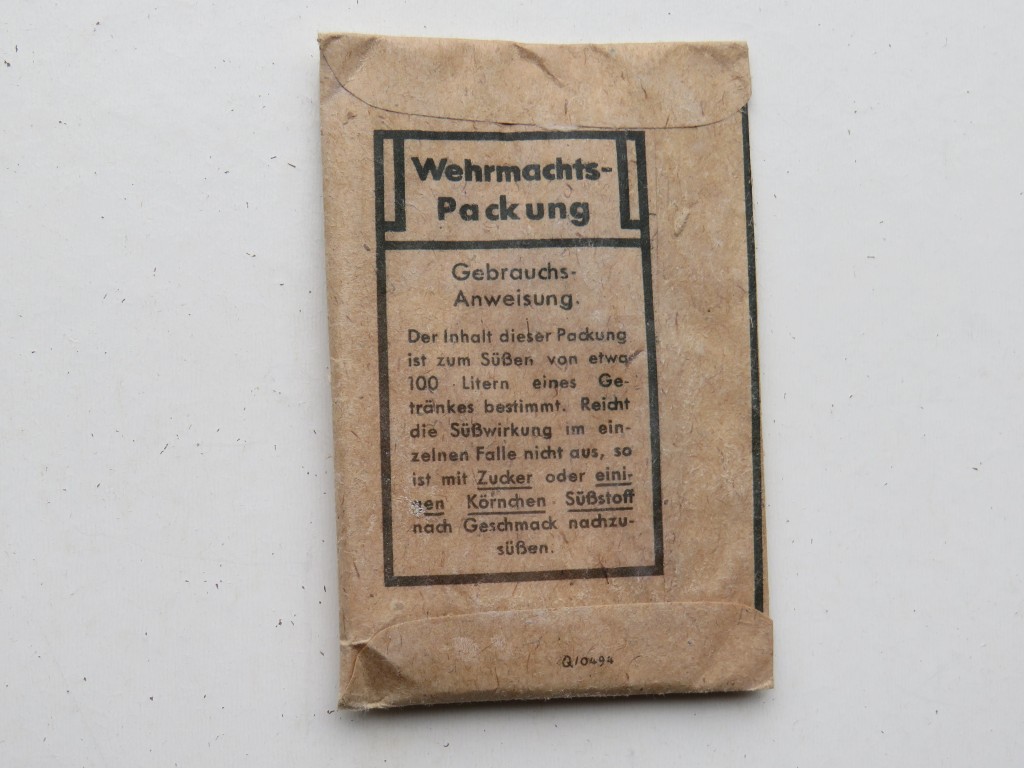 Wehrmachts-
Packung
Gebrauchs-
Anweisung.
Der Inhalt dieser Packung
ist zum Süßen von etwa
100 Litern eines Ge-
tränkes bestimmt. Reicht
die Süßwirkung im ein-
zelnen Falle nicht aus, so
ist mit Zucker oder eini-
gen Körnchen Süßstoff
nach Geschmack nachzu-
süßen.
Q10494